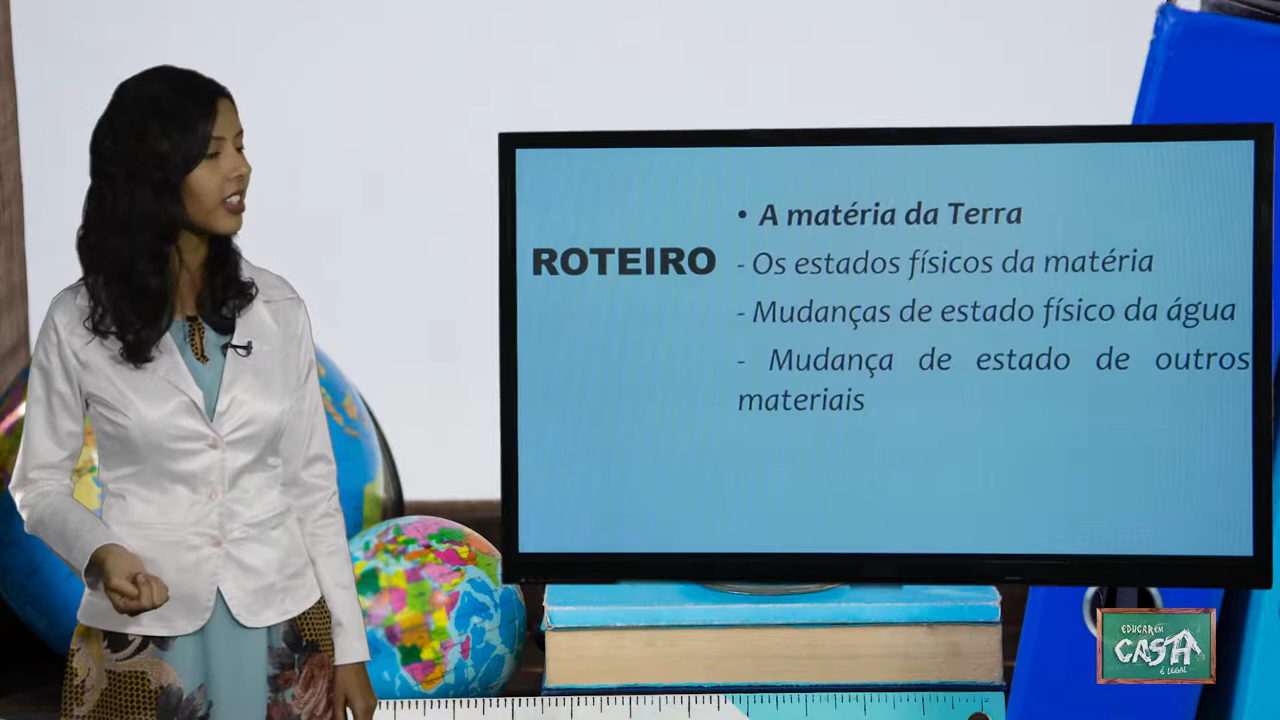 ROTEIRO
• A matéria da Terra
- Os estados físicos da matéria
- Mudanças de estado físico da água
- Mudança de estado de outros
materiais
EDUCAR EM
CASA
É LEGAL